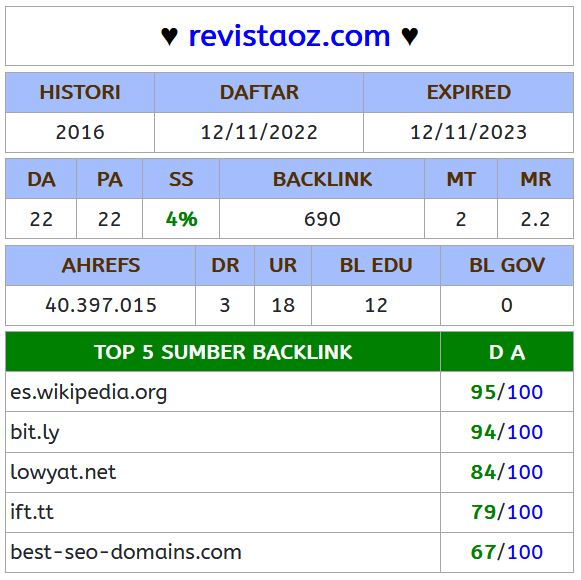 ♥ revistaoz.com ♥
HISTORI DAFTAR EXPIRED
2016 12/11/2022 12/11/2023
DA PA SS BACKLINK MT MR
22 22 4% 690 2 2.2
AHREFS DR UR BL EDU BL GOV
40.397.015 3 18 12 0
TOP 5 SUMBER BACKLINK D A
es.wikipedia.org 95/100
bit.ly 94/100
lowyat.net 84/100
ift.tt 79/100
best-seo-domains.com 67/100